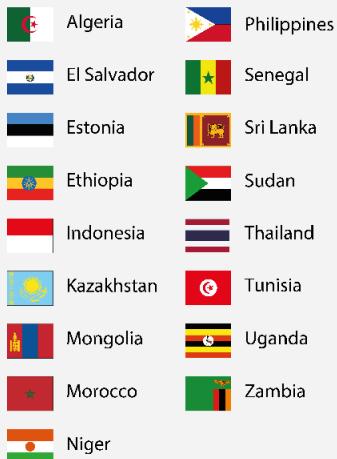 Algeria
El Salvador
Estonia
Ethiopia
Indonesia
Kazakhstan
Mongolia
Morocco
Niger
Philippines
Senegal
Sri Lanka
Sudan
Thailand
Tunisia
Uganda
Zambia